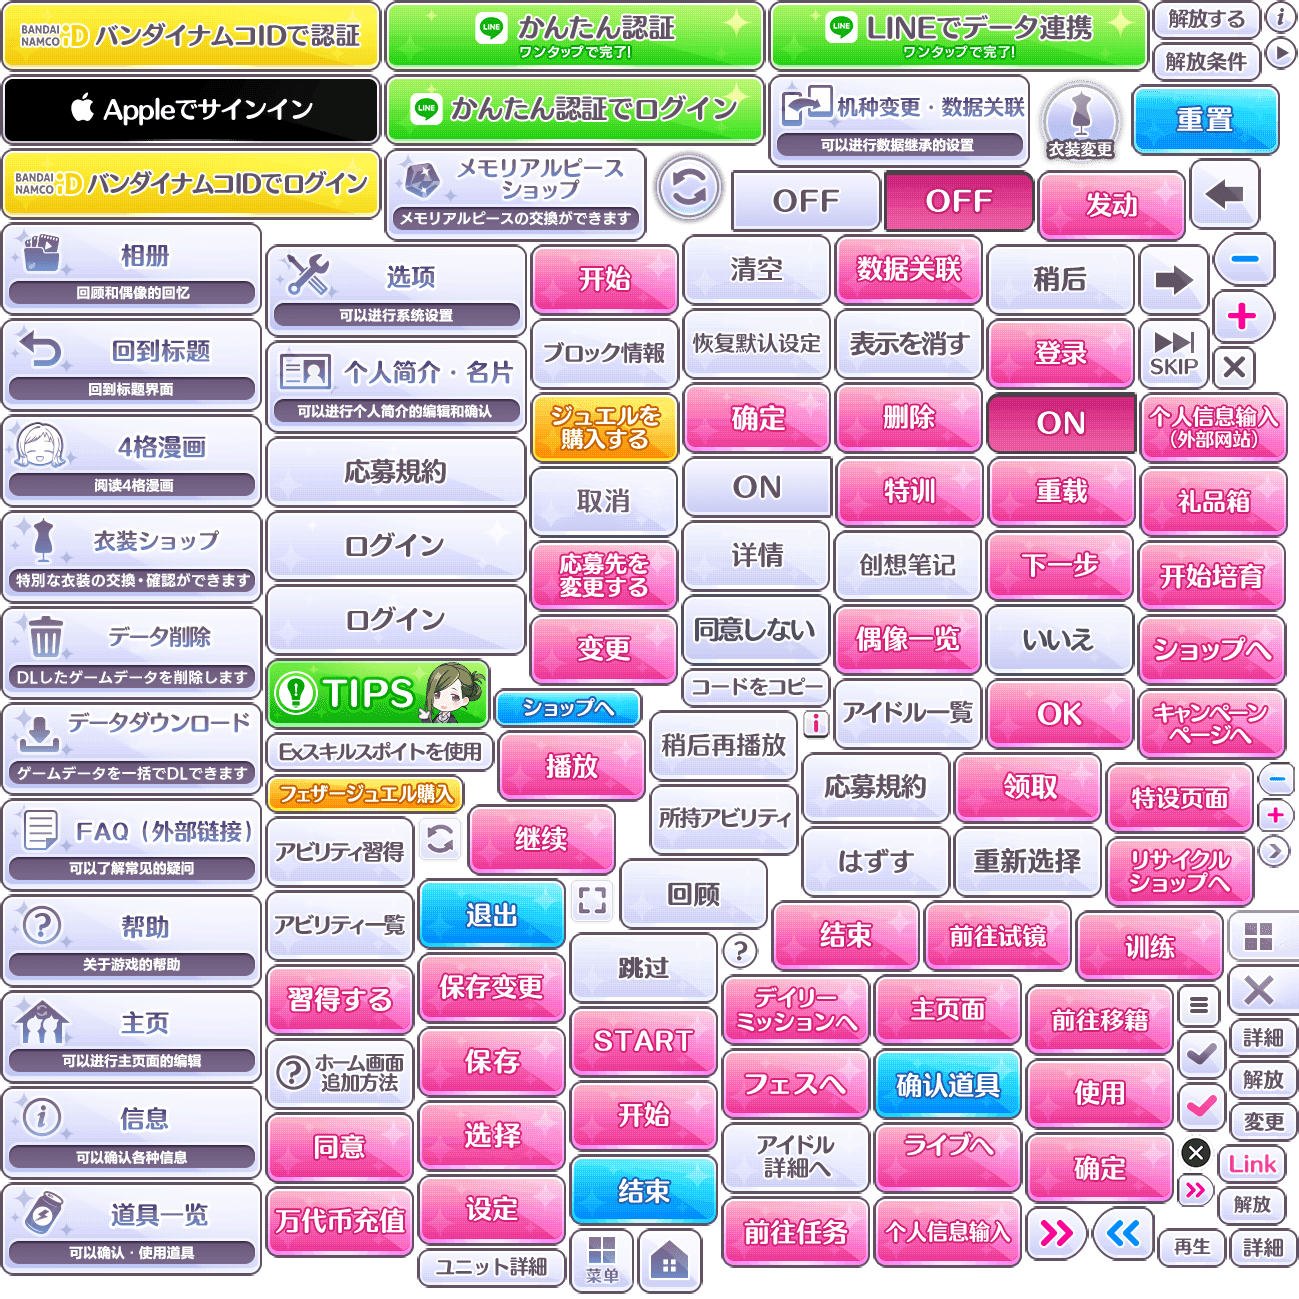 BANDAI NAMCO iD バンダイナムコIDで認証
LINE かんたん認証
ワンタップで完了!
LINE LINEでデータ連携
ワンタップで完了!
解放する
i
解放条件
Appleでサインイン
LINE かんたん認証でログイン
机种变更・数据关联
可以进行数据继承的设置
衣装変更
重置
BANDAI NAMCO iD バンダイナムコIDでログイン
メモリアルピース
ショップ
メモリアルピースの交換ができます
OFF
OFF
发动
相册
回顾和偶像的回忆
选项
可以进行系统设置
开始
清空
数据关联
稍后
回到标题
回到标题界面
个人简介・名片
可以进行个人简介的编辑和确认
ブロック情報
恢复默认设定
表示を消す
登录
SKIP
4格漫画
阅读4格漫画
応募規約
ジュエルを
購入する
确定
删除
ON
个人信息输入
(外部网站)
取消
ON
特训
重载
礼品箱
衣装ショップ
特別な衣装の交換・確認ができます
ログイン
応募先を
変更する
详情
创想笔记
下一步
开始培育
データ削除
DLしたゲームデータを削除します
ログイン
变更
同意しない
偶像一览
いいえ
ショップへ
TIPS
ショップへ
コードをコピー
i
アイドル一覧
OK
キャンペーン
ページへ
データダウンロード
ゲームデータを一括でDLできます
Exスキルスポイトを使用
播放
稍后再播放
応募規約
领取
特设页面
フェザージュエル購入
所持アビリティ
FAQ（外部链接）
可以了解常见的疑问
アビリティ習得
继续
はずす
重新选择
リサイクル
ショップへ
帮助
关于游戏的帮助
アビリティ一覧
退出
回顾
结束
前往试镜
训练
跳过
?
習得する
保存变更
デイリー
ミッションへ
主页面
前往移籍
主页
可以进行主页面的编辑
START
詳細
? ホーム画面
追加方法
保存
フェスへ
确认道具
使用
解放
信息
可以确认各种信息
同意
选择
开始
アイドル
詳細へ
ライブへ
确定
変更
Link
道具一览
可以确认・使用道具
万代币充值
设定
结束
前往任务
个人信息输入
解放
ユニット詳細
菜单
再生
詳細